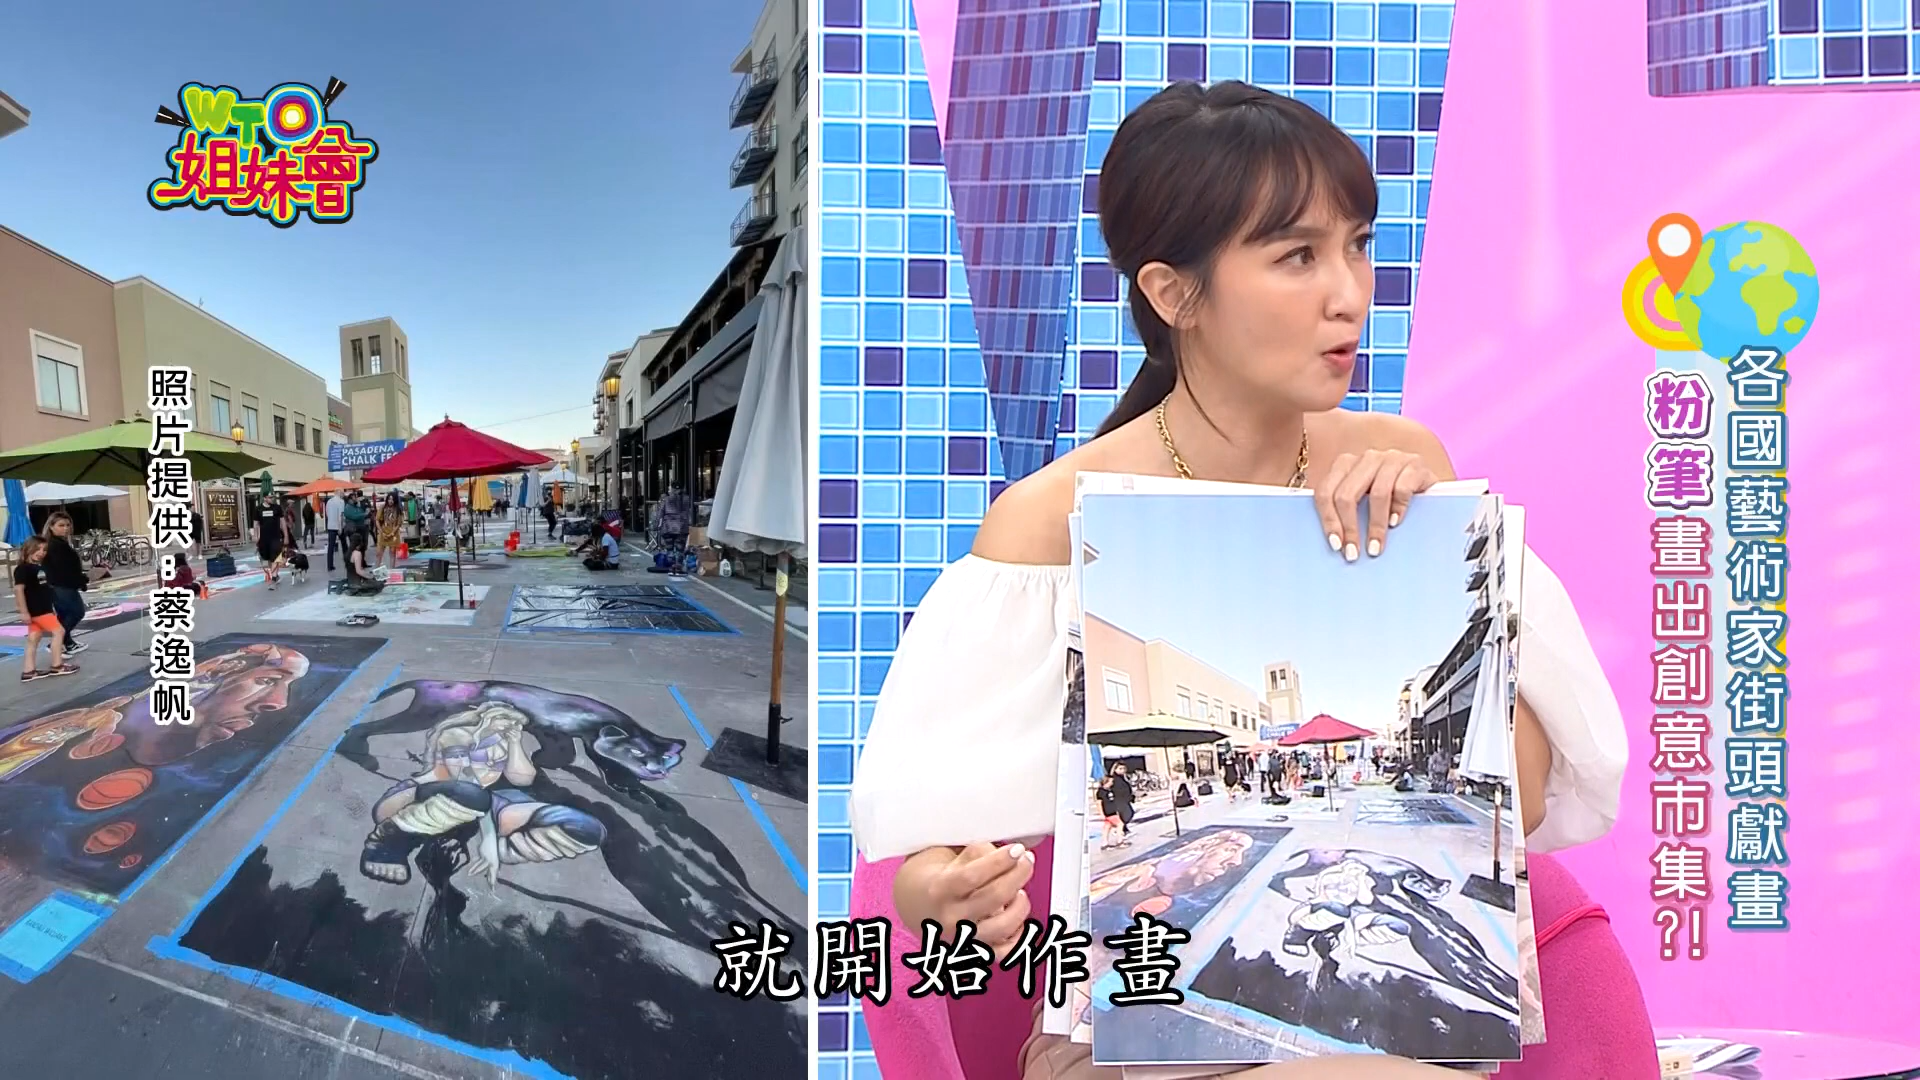 WTO
姐妹會
照片提供:蔡逸帆
PASADENA
CHALK FES
各國藝術家街頭獻畫
粉筆畫出創意市集?!
就開始作畫